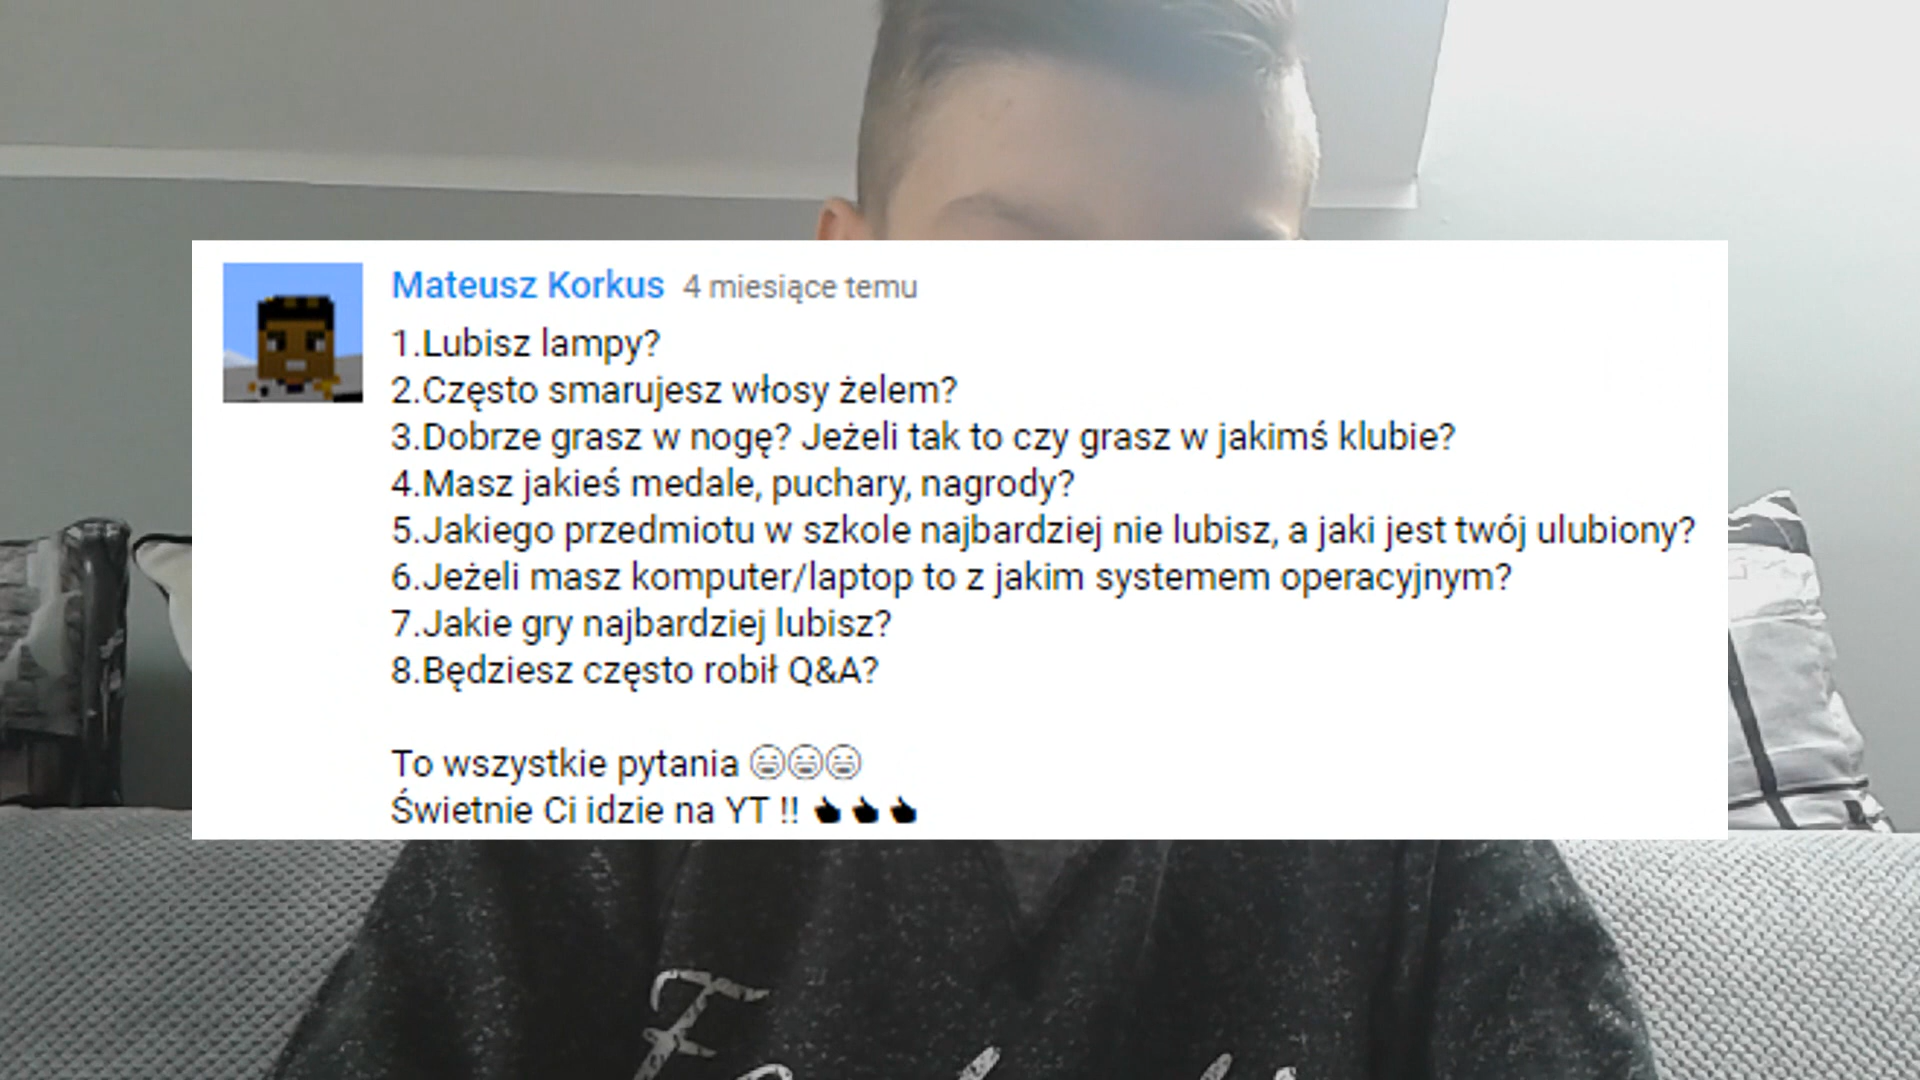 Mateusz Korkus 4 miesiące temu
1.Lubisz lampy?
2.Często smarujesz włosy żelem?
3.Dobrze grasz w nogę? Jeżeli tak to czy grasz w jakimś klubie?
4.Masz jakieś medale, puchary, nagrody?
5.Jakiego przedmiotu w szkole najbardziej nie lubisz, a jaki jest twój ulubiony?
6.Jeżeli masz komputer/laptop to z jakim systemem operacyjnym?
7.Jakie gry najbardziej lubisz?
8.Będziesz często robił Q&A?
To wszystkie pytania 😀😀😀
Świetnie Ci idzie na YT !! 👍👍👍